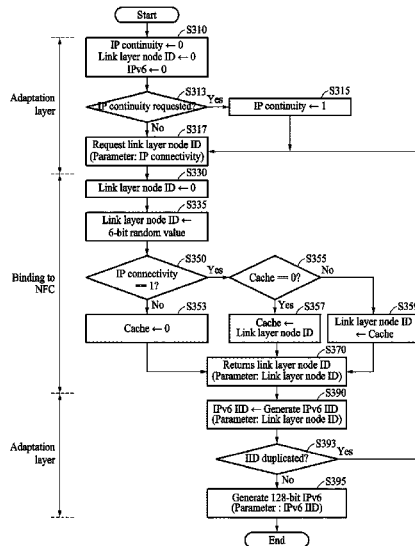 Start
S310
IP continuity ← 0
Link layer node ID ← 0
IPv6 ← 0
S313
IP continuity requested?
Yes
S315
IP continuity ← 1
Adaptation
layer
No
S317
Request link layer node ID
(Parameter: IP connectivity)
S330
Link layer node ID ← 0
S335
Link layer node ID ←
6-bit random value
S350
IP connectivity
== 1?
Yes
S355
Cache == 0?
No
Binding to
NFC
No
S353
Cache ← 0
Yes
S357
Cache ←
Link layer node ID
S359
Link layer node ID
← Cache
S370
Returns link layer node ID
(Parameter: Link layer node ID)
S390
IPv6 IID ← Generate IPv6 IID
(Parameter: Link layer node ID)
S393
IID duplicated?
Yes
Adaptation
layer
No
S395
Generate 128-bit IPv6
(Parameter : IPv6 IID)
End